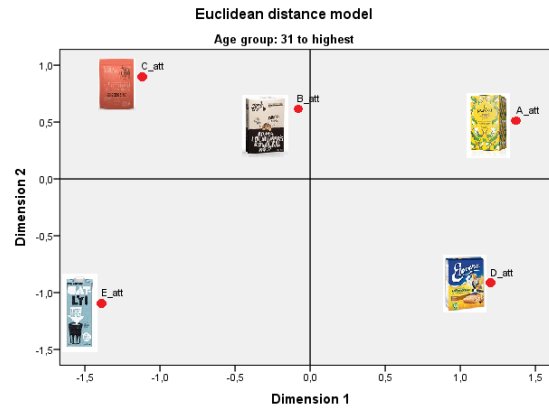 Euclidean distance model
Age group: 31 to highest
Dimension 2
1,0
0,5
0,0
-0,5
-1,0
-1,5
C_att
B_att
A_att
D_att
E_att
-1,5
-1,0
-0,5
0,0
0,5
1,0
1,5
Dimension 1